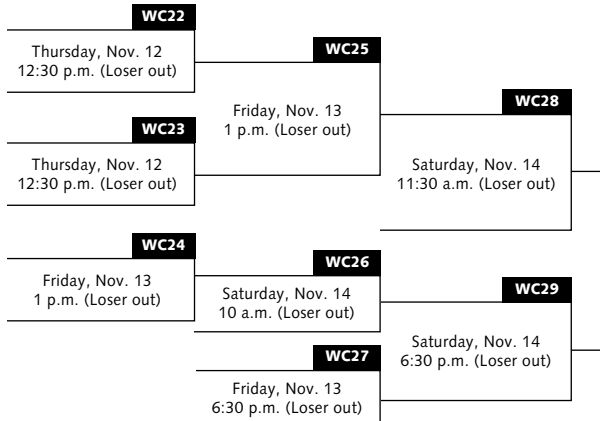 WC22
Thursday, Nov. 12
12:30 p.m. (Loser out)
WC25
Friday, Nov. 13
1 p.m. (Loser out)
WC28
WC23
Thursday, Nov. 12
12:30 p.m. (Loser out)
Saturday, Nov. 14
11:30 a.m. (Loser out)
WC24
Friday, Nov. 13
1 p.m. (Loser out)
WC26
Saturday, Nov. 14
10 a.m. (Loser out)
WC29
Saturday, Nov. 14
6:30 p.m. (Loser out)
WC27
Friday, Nov. 13
6:30 p.m. (Loser out)